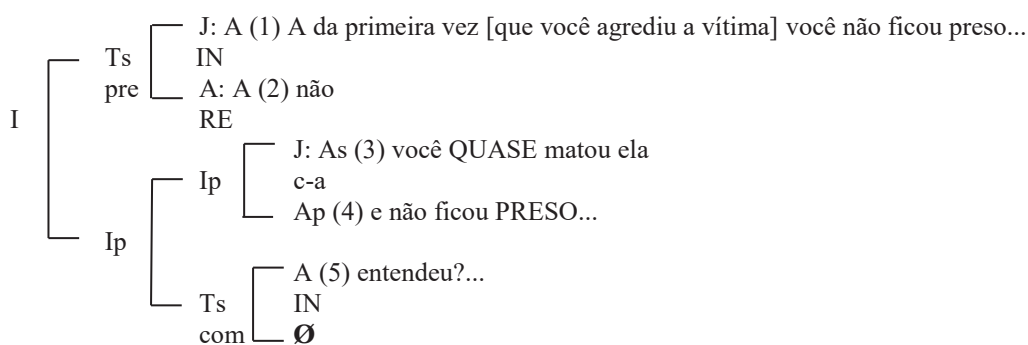 J: A (1) A da primeira vez [que você agrediu a vítima] você não ficou preso...
Ts IN
pre A: A (2) não
I RE
J: As (3) você QUASE matou ela
Ip c-a
Ap (4) e não ficou PRESO...
Ip
A (5) entendeu?...
Ts IN
com Ø